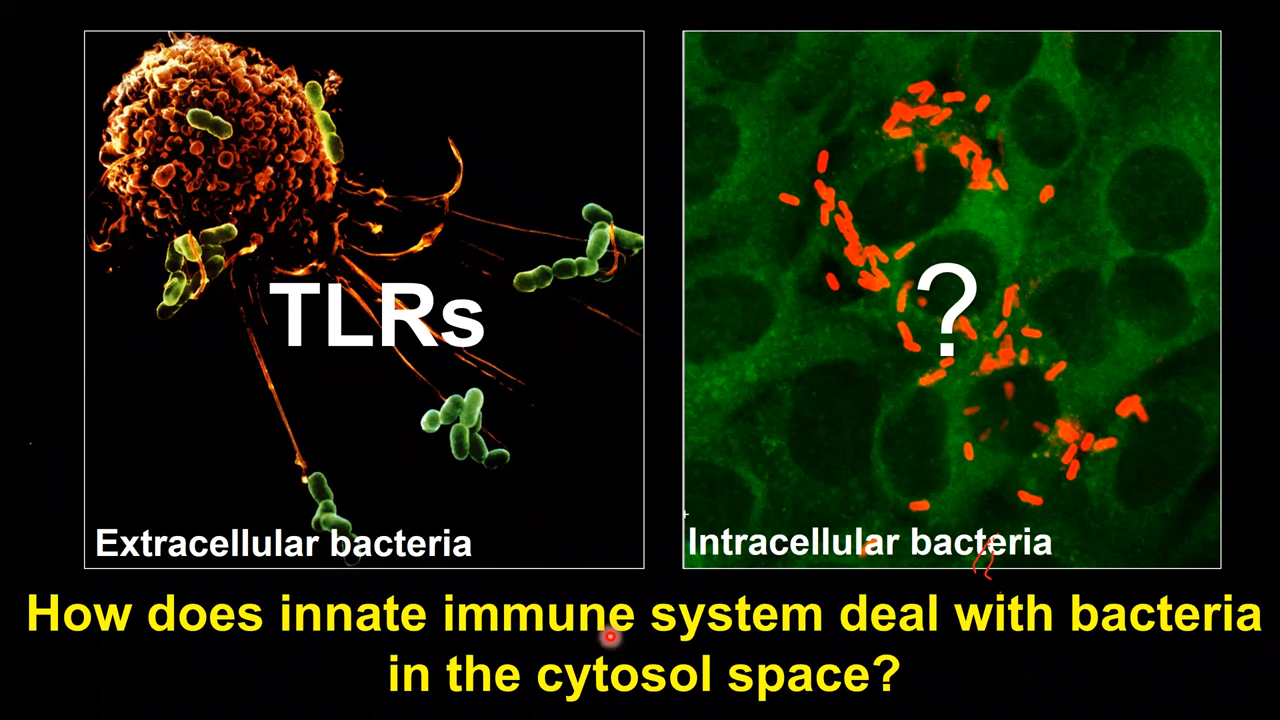 TLRs
Extracellular bacteria
?
Intracellular bacteria
How does innate immune system deal with bacteria
in the cytosol space?